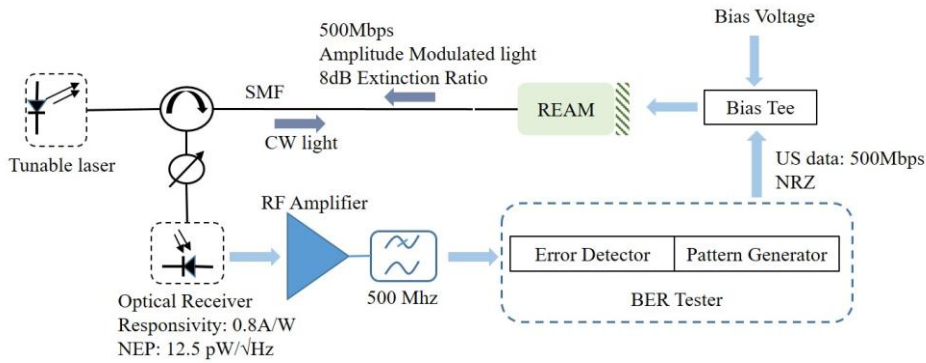 500Mbps
Amplitude Modulated light
8dB Extinction Ratio
Bias Voltage
SMF
CW light
REAM
Bias Tee
Tunable laser
US data: 500Mbps
NRZ
RF Amplifier
500 Mhz
Error Detector
Pattern Generator
BER Tester
Optical Receiver
Responsivity: 0.8A/W
NEP: 12.5 pW/√Hz